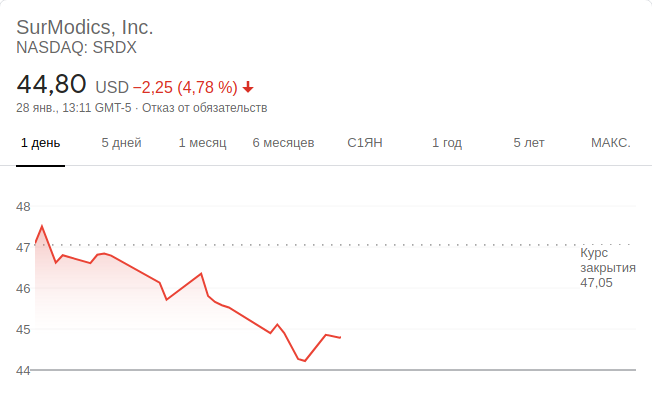 SurModics, Inc.
NASDAQ: SRDX
44,80 USD −2,25 (4,78 %)
28 янв., 13:11 GMT-5 · Отказ от обязательств
1 день 5 дней 1 месяц 6 месяцев С1ЯН 1 год 5 лет МАКС.
48
47
Курс
закрытия
46
47,05
45
44